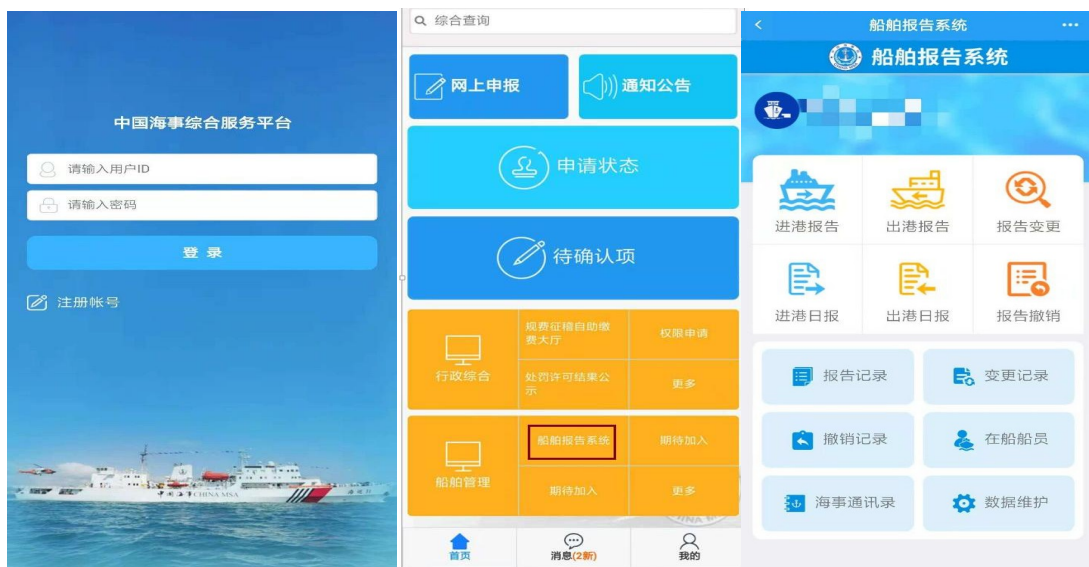 中国海事综合服务平台
请输入用户ID
请输入密码
登录
注册帐号
CHINA MSA
综合查询
网上申报
通知公告
申请状态
待确认项
行政综合
规费征稽自助缴
费大厅
权限申请
处罚许可结果公
示
更多
船舶管理
船舶报告系统
期待加入
期待加入
更多
首页
消息(2新)
我的
船舶报告系统
船舶报告系统
进港报告
出港报告
报告变更
进港日报
出港日报
报告撤销
报告记录
变更记录
撤销记录
在船船员
海事通讯录
数据维护